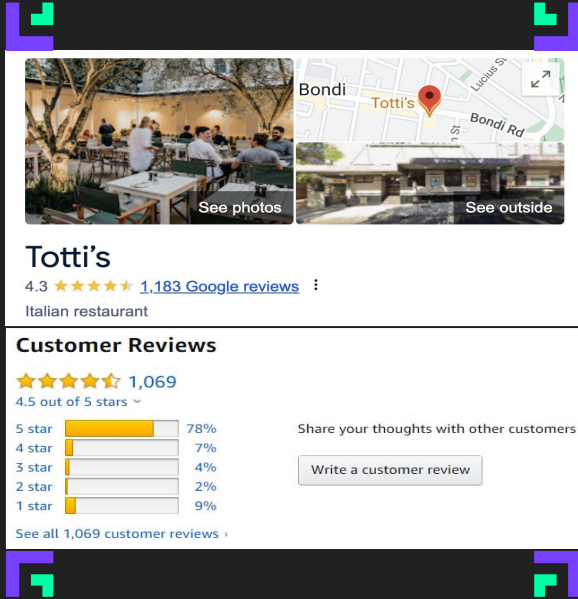 Bondi
Totti's
Lucius St
Bondi Rd
St
See photos
See outside
Totti's
4.3 1,183 Google reviews
Italian restaurant
Customer Reviews
1,069
4.5 out of 5 stars
5 star 78%
4 star 7%
3 star 4%
2 star 2%
1 star 9%
Share your thoughts with other customers
Write a customer review
See all 1,069 customer reviews ›